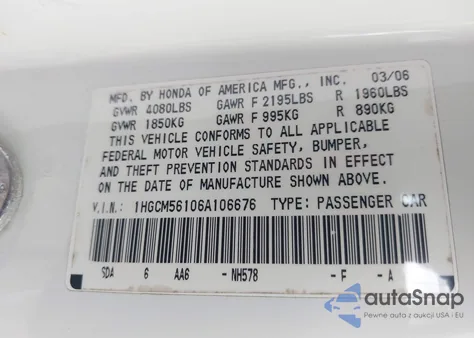 MFD. BY HONDA OF AMERICA MFG., INC. 03/06
GVWR 4080LBS GAWR F 2195LBS R 1960LBS
GVWR 1850KG GAWR F 995KG R 890KG
THIS VEHICLE CONFORMS TO ALL APPLICABLE
FEDERAL MOTOR VEHICLE SAFETY, BUMPER,
AND THEFT PREVENTION STANDARDS IN EFFECT
ON THE DATE OF MANUFACTURE SHOWN ABOVE.
V.I.N.: 1HGCM56106A106676 TYPE: PASSENGER CAR
SDA 6 AA6 -NH578 -F -A
autoSnap
Pewne auta z aukcji USA i EU